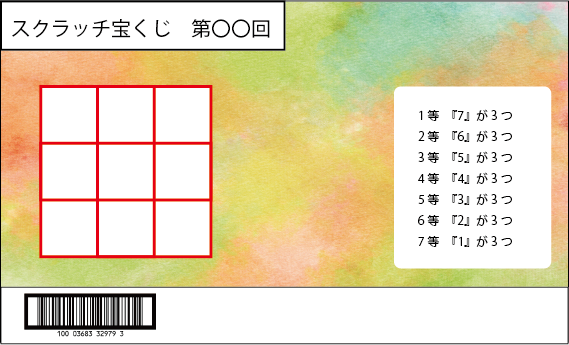 スクラッチ宝くじ　第〇〇回
1等　『7』が3つ
2等　『6』が3つ
3等　『5』が3つ
4等　『4』が3つ
5等　『3』が3つ
6等　『2』が3つ
7等　『1』が3つ
100 03683 32979 3